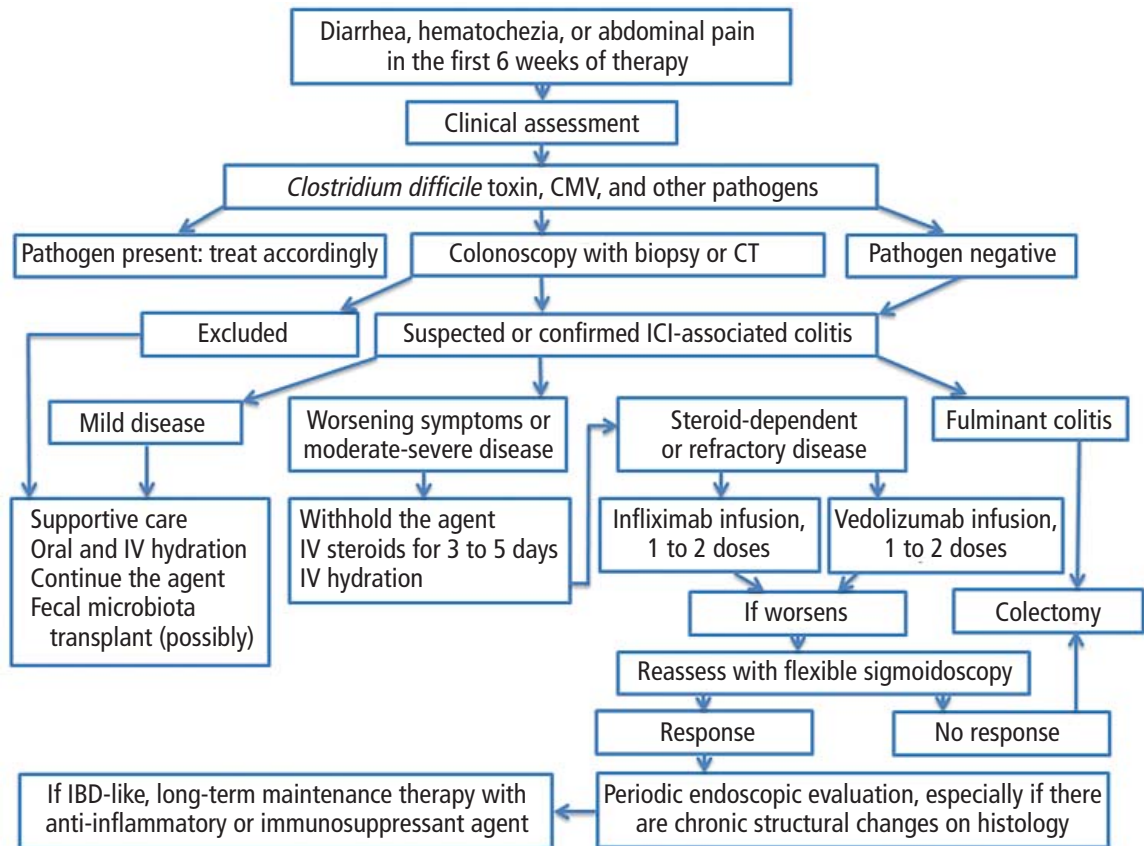 Diarrhea, hematochezia, or abdominal pain
in the first 6 weeks of therapy
Clinical assessment
Clostridium difficile toxin, CMV, and other pathogens
Pathogen present: treat accordingly
Colonoscopy with biopsy or CT
Pathogen negative
Excluded
Suspected or confirmed ICI-associated colitis
Mild disease
Worsening symptoms or
moderate-severe disease
Steroid-dependent
or refractory disease
Fulminant colitis
Supportive care
Oral and IV hydration
Continue the agent
Fecal microbiota
transplant (possibly)
Withhold the agent
IV steroids for 3 to 5 days
IV hydration
Infliximab infusion,
1 to 2 doses
Vedolizumab infusion,
1 to 2 doses
If worsens
Colectomy
Reassess with flexible sigmoidoscopy
Response
No response
If IBD-like, long-term maintenance therapy with
anti-inflammatory or immunosuppressant agent
Periodic endoscopic evaluation, especially if there
are chronic structural changes on histology